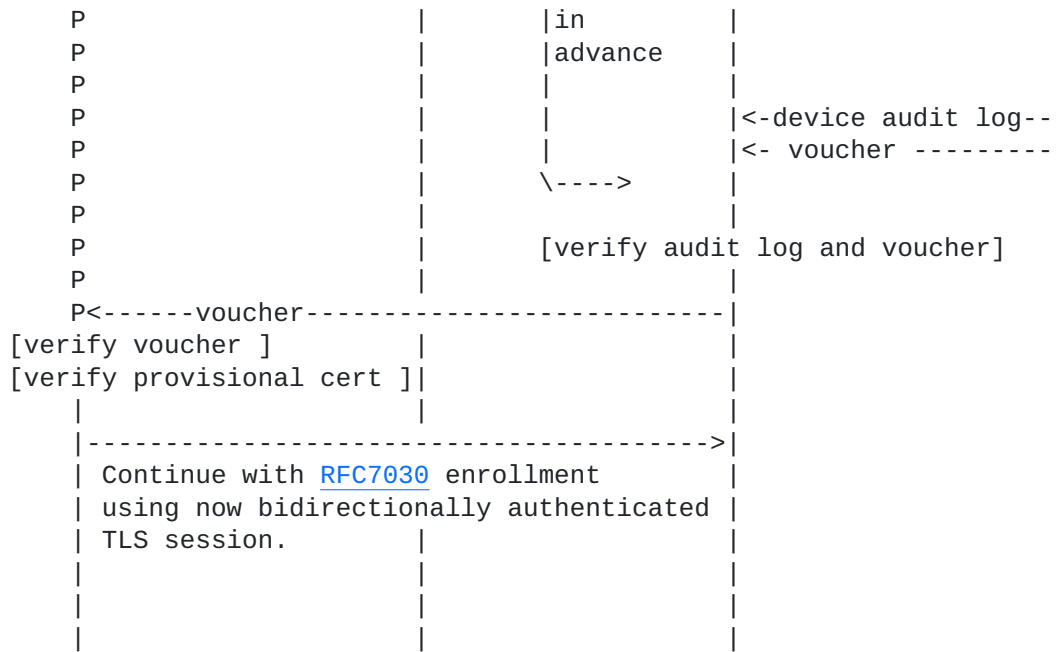 P                      |       |in         |
P                      |       |advance    |
P                      |       |           |
P                      |       |           |<-device audit log--
P                      |       |           |<- voucher ---------
P                      |       \---->      |
P                      |                   |
P                      |       [verify audit log and voucher]
P                      |                   |
P<------voucher---------------------------|
[verify voucher ]         |                   |
[verify provisional cert ]|                   |
|                     |                   |
|---------------------------------------->|
| Continue with RFC7030 enrollment        |
| using now bidirectionally authenticated |
| TLS session.        |                   |
|                     |                   |
|                     |                   |
|                     |                   |